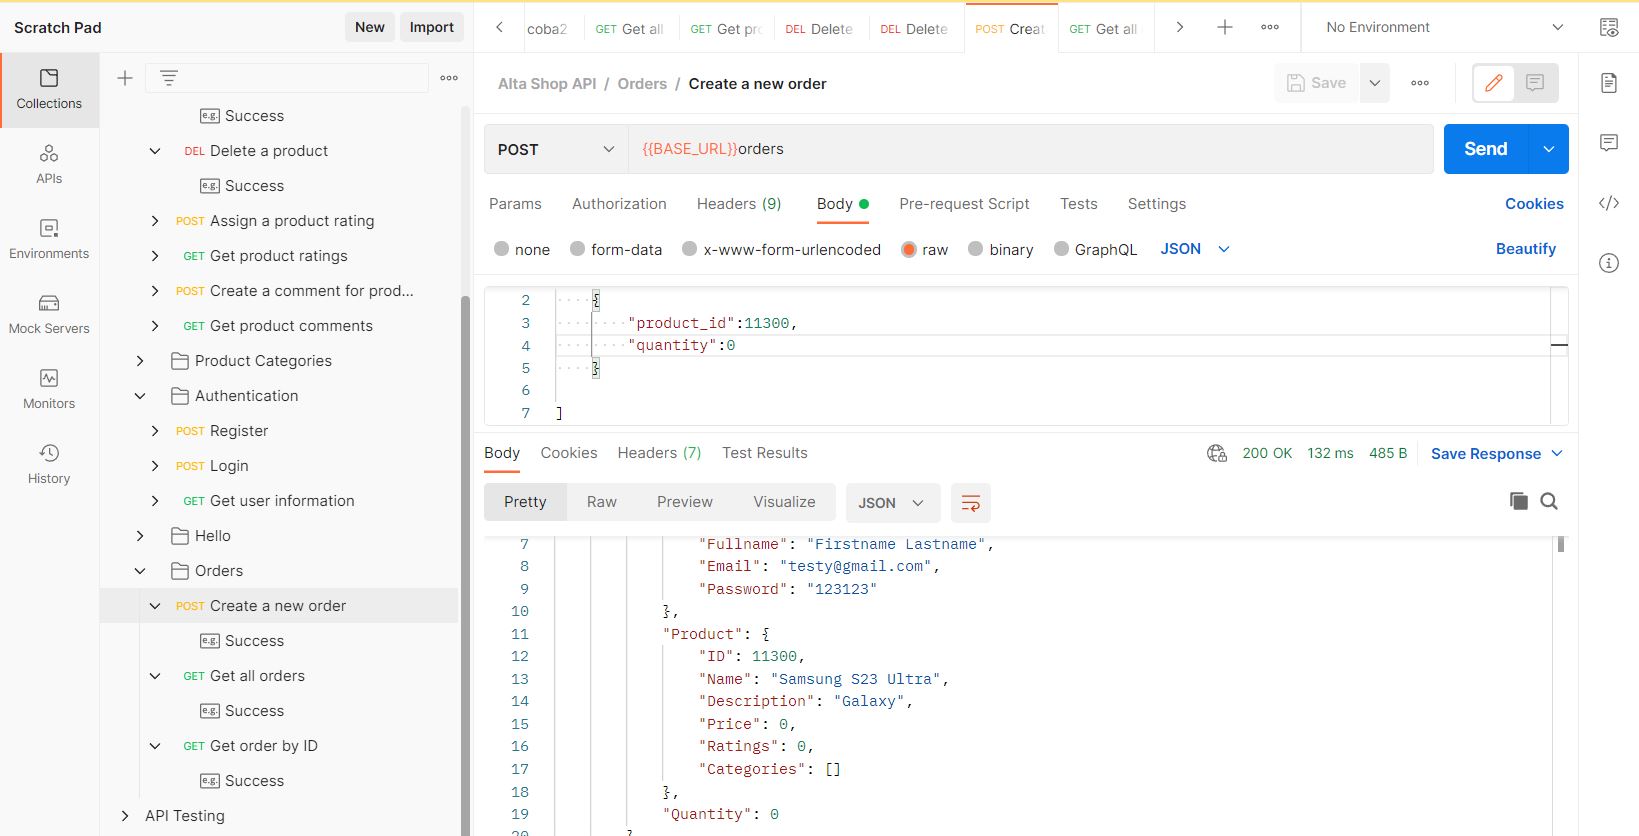 Scratch Pad
New
Import
coba2
GET Get all
GET Get pro
DEL Delete
DEL Delete
POST Creat
GET Get all
No Environment
Collections
APIs
Environments
Mock Servers
Monitors
History
e.g. Success
DEL Delete a product
e.g. Success
POST Assign a product rating
GET Get product ratings
POST Create a comment for prod...
GET Get product comments
Product Categories
Authentication
POST Register
POST Login
GET Get user information
Hello
Orders
POST Create a new order
e.g. Success
GET Get all orders
e.g. Success
GET Get order by ID
e.g. Success
API Testing
Alta Shop API / Orders / Create a new order
Save
POST
{{BASE_URL}}orders
Send
Params Authorization Headers (9) Body Pre-request Script Tests Settings Cookies
none form-data x-www-form-urlencoded raw binary GraphQL JSON Beautify
2 {
3 "product_id":11300,
4 "quantity":0
5 }
6
7 ]
Body Cookies Headers (7) Test Results
200 OK 132 ms 485 B Save Response
Pretty Raw Preview Visualize JSON
7 "Fullname": "Firstname Lastname",
8 "Email": "testy@gmail.com",
9 "Password": "123123"
10 },
11 "Product": {
12 "ID": 11300,
13 "Name": "Samsung S23 Ultra",
14 "Description": "Galaxy",
15 "Price": 0,
16 "Ratings": 0,
17 "Categories": []
18 },
19 "Quantity": 0
20 }